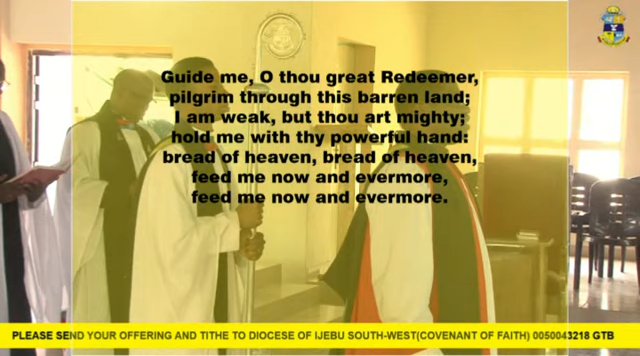 Guide me, O thou great Redeemer,
pilgrim through this barren land;
I am weak, but thou art mighty;
hold me with thy powerful hand:
bread of heaven, bread of heaven,
feed me now and evermore,
feed me now and evermore.
PLEASE SEND YOUR OFFERING AND TITHE TO DIOCESE OF IJEBU SOUTH-WEST(COVENANT OF FAITH) 0050043218 GTB